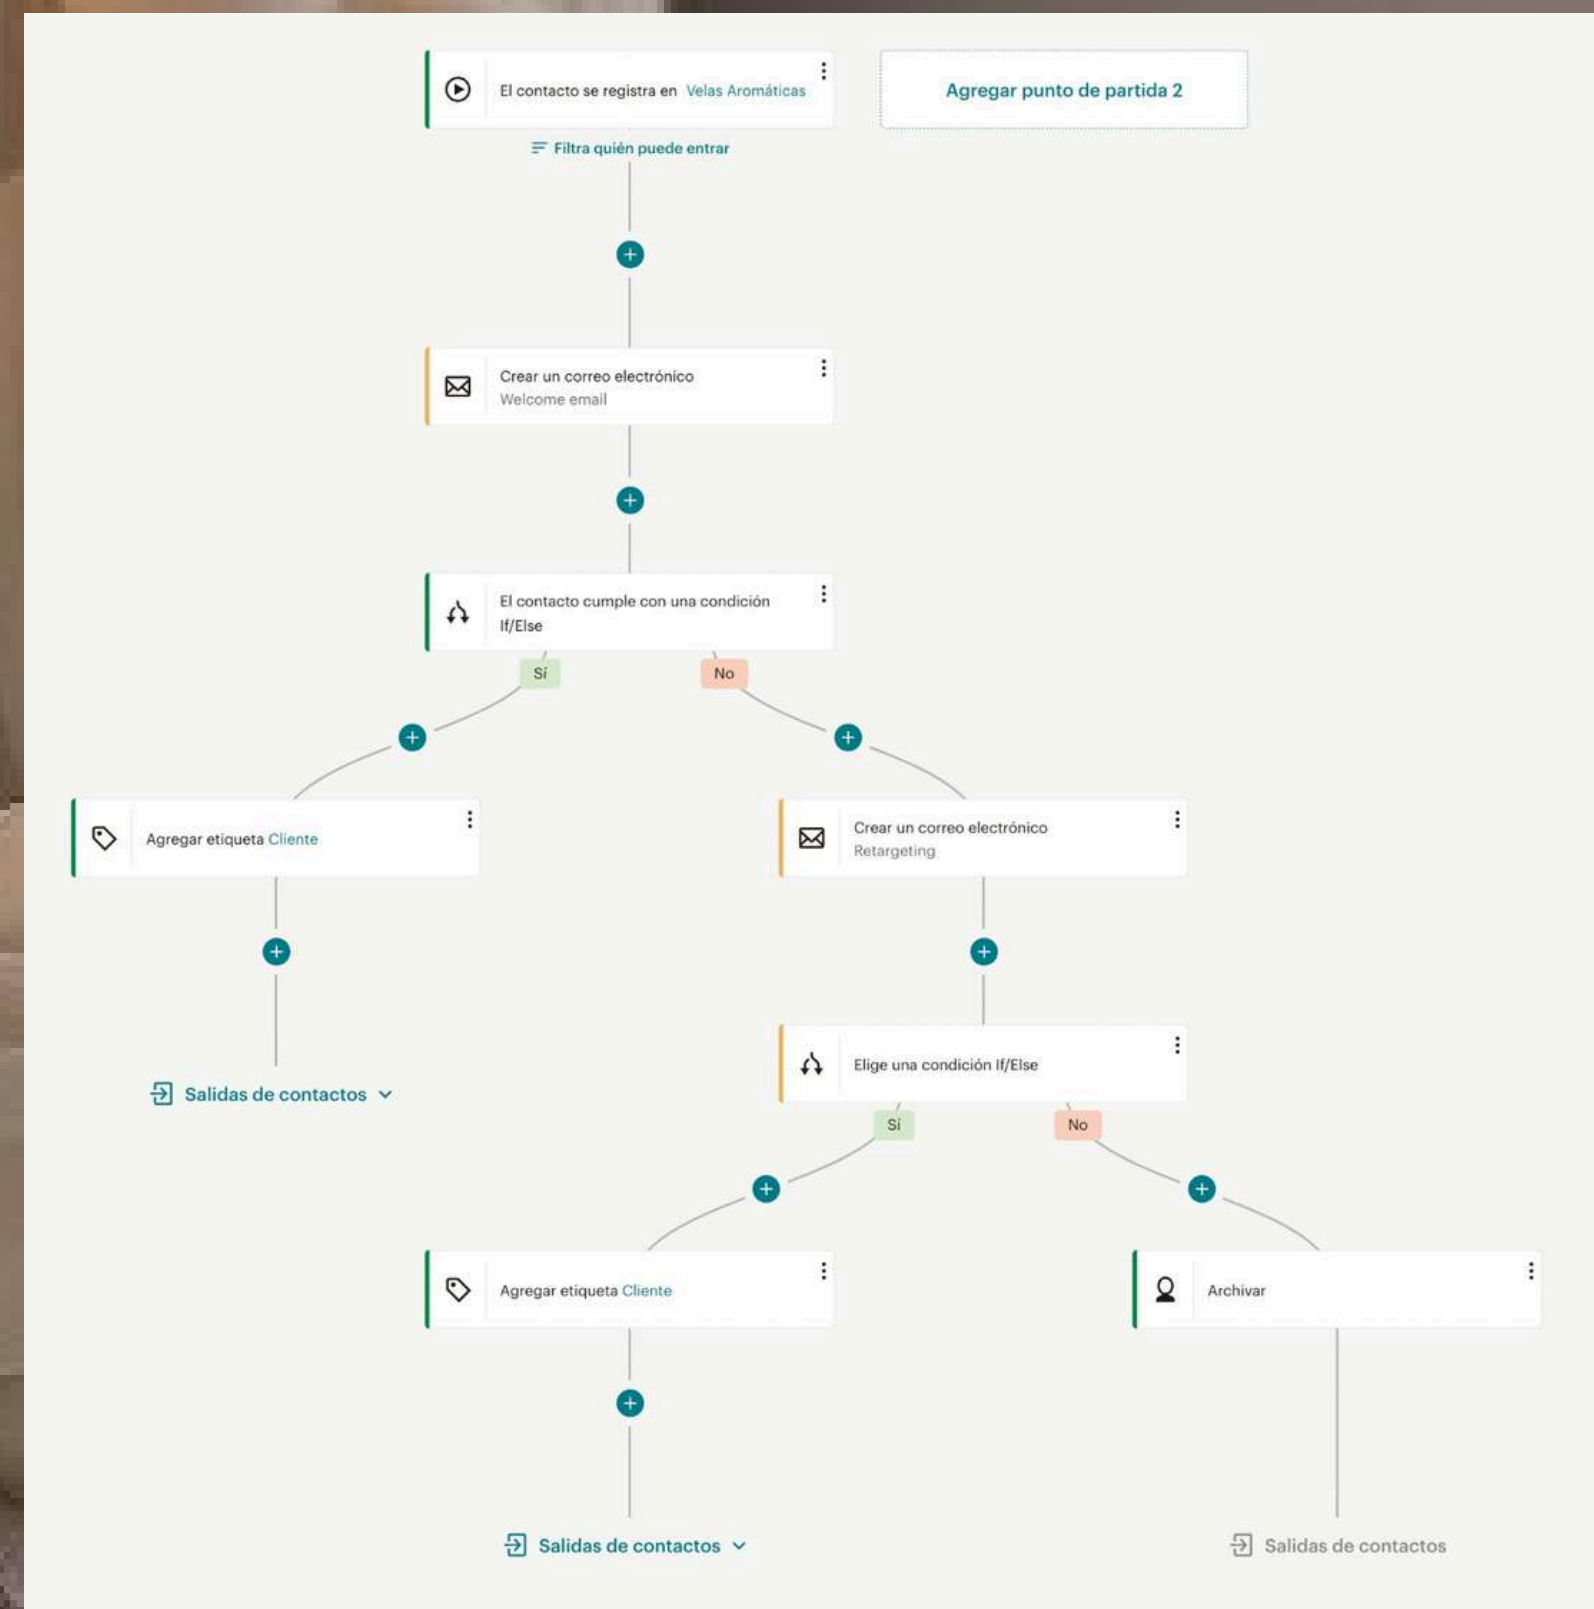 El contacto se registra en Velas Aromáticas
Agregar punto de partida 2
Filtra quién puede entrar
Crear un correo electrónico
Welcome email
El contacto cumple con una condición
If/Else
Sí
No
Agregar etiqueta Cliente
Crear un correo electrónico
Retargeting
Elige una condición If/Else
Salidas de contactos
Sí
No
Agregar etiqueta Cliente
Archivar
Salidas de contactos
Salidas de contactos